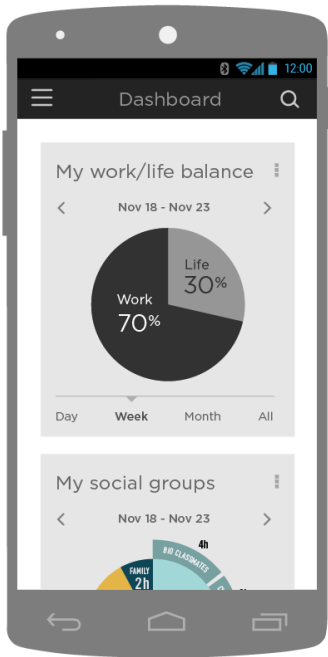 12:00
Dashboard
My work/life balance
Nov 18 - Nov 23
Life
30%
Work
70%
Day Week Month All
My social groups
Nov 18 - Nov 23
4h
BIO CLASSMATES
FAMILY
2h